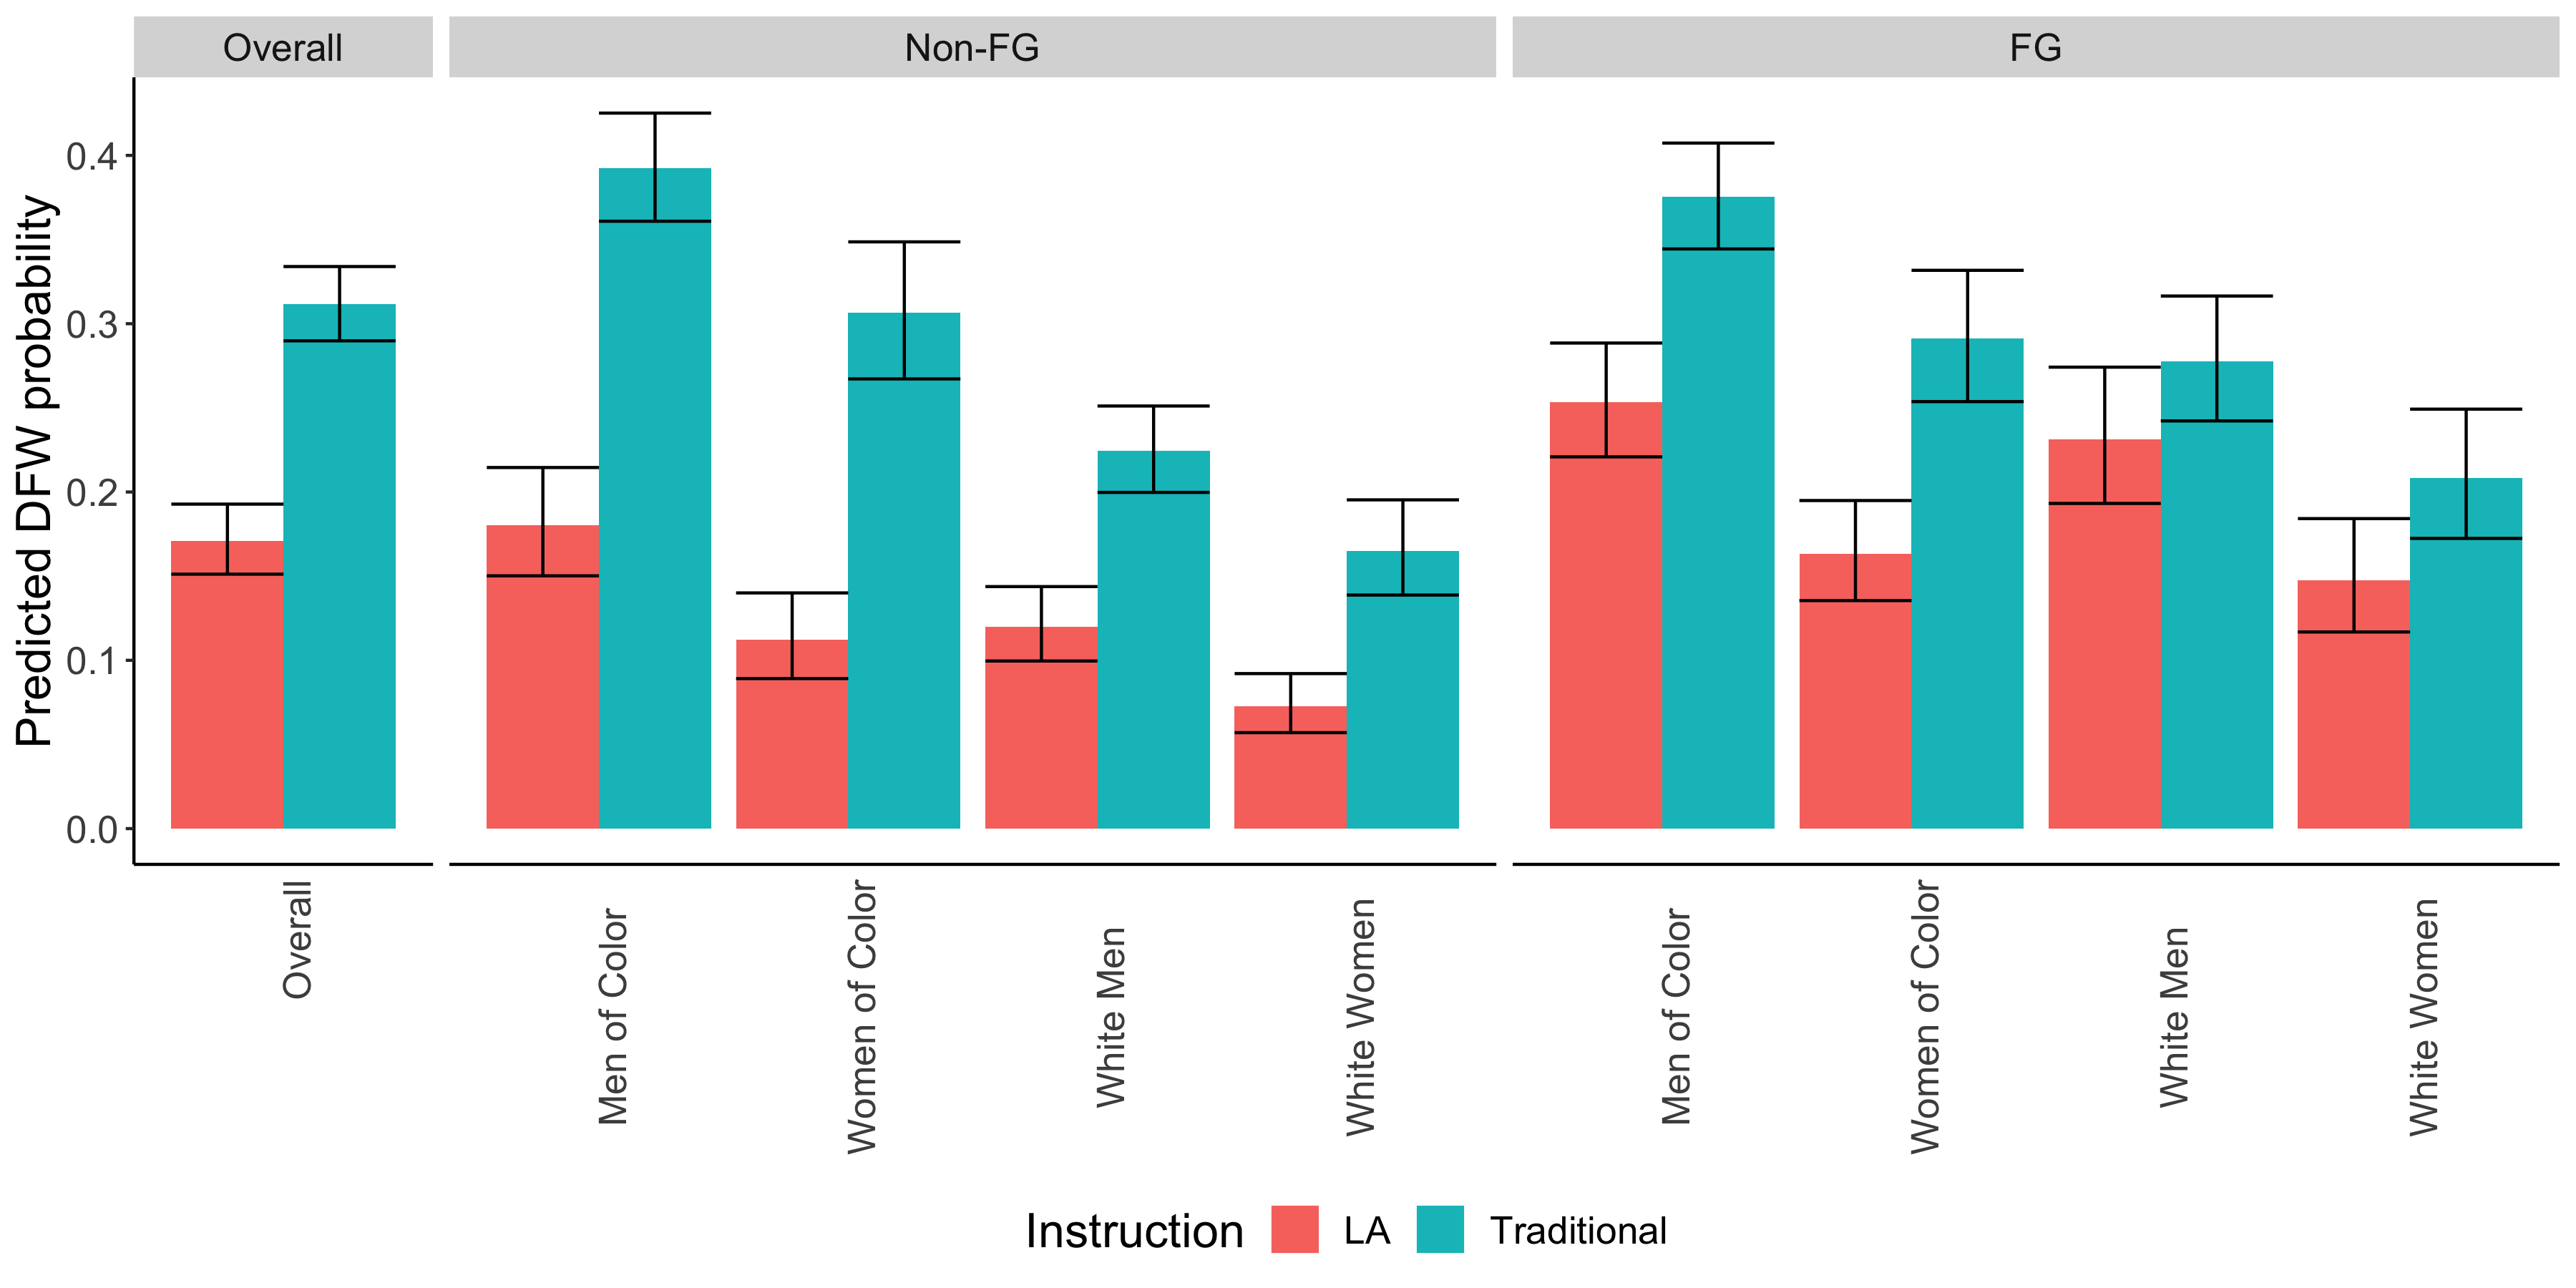 Overall
Non-FG
FG
Predicted DFW probability
0.4
0.3
0.2
0.1
0.0
Overall
Men of Color
Women of Color
White Men
White Women
Men of Color
Women of Color
White Men
White Women
Instruction
LA
Traditional